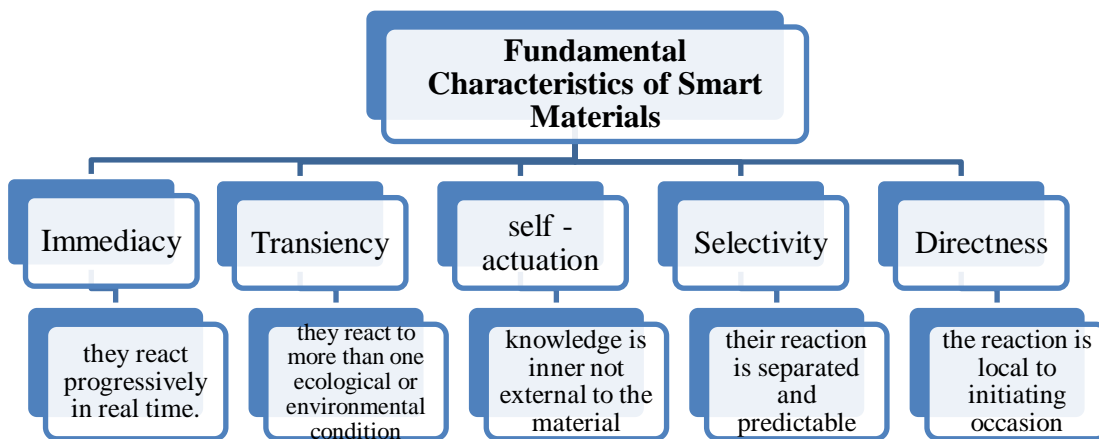 Fundamental
Characteristics of Smart
Materials
Immediacy
Transiency
self -
actuation
Selectivity
Directness
they react
progressively
in real time.
they react to
more than one
ecological or
environmental
condition
knowledge is
inner not
external to the
material
their reaction
is separated
and
predictable
the reaction is
local to
initiating
occasion